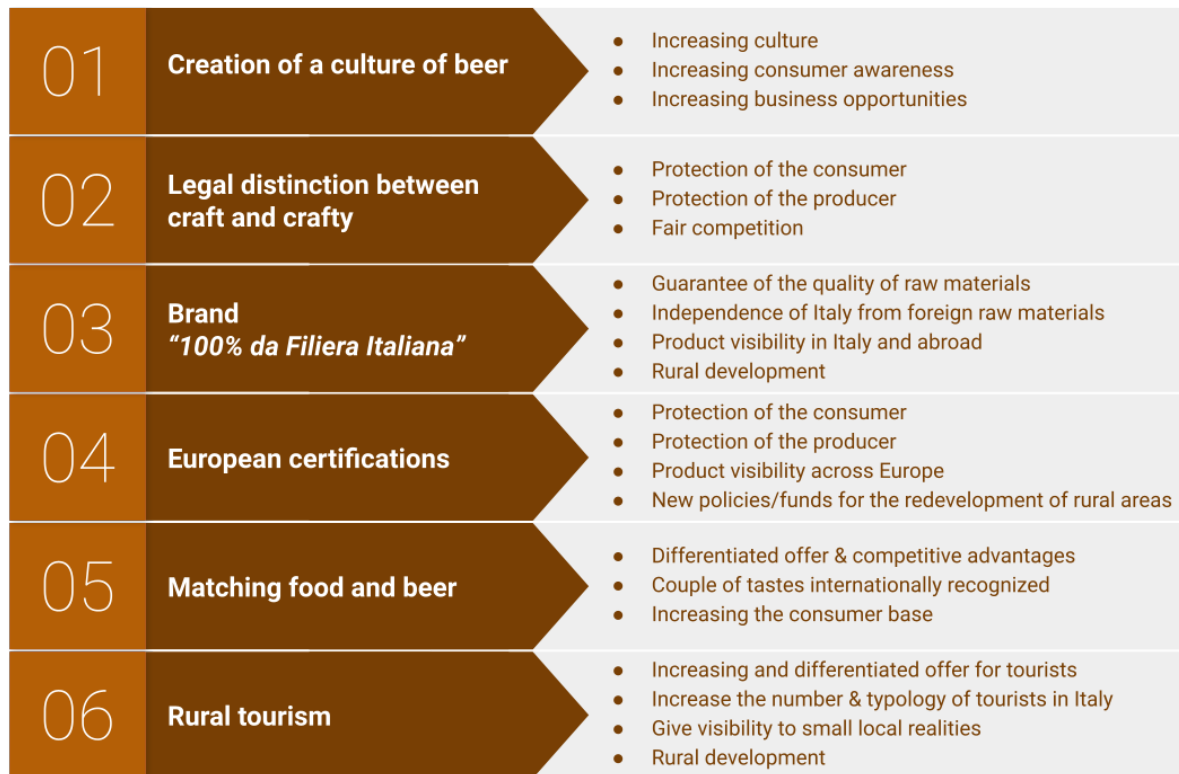 01
Creation of a culture of beer
● Increasing culture
● Increasing consumer awareness
● Increasing business opportunities
02
Legal distinction between
craft and crafty
● Protection of the consumer
● Protection of the producer
● Fair competition
03
Brand
“100% da Filiera Italiana”
● Guarantee of the quality of raw materials
● Independence of Italy from foreign raw materials
● Product visibility in Italy and abroad
● Rural development
04
European certifications
● Protection of the consumer
● Protection of the producer
● Product visibility across Europe
● New policies/funds for the redevelopment of rural areas
05
Matching food and beer
● Differentiated offer & competitive advantages
● Couple of tastes internationally recognized
● Increasing the consumer base
06
Rural tourism
● Increasing and differentiated offer for tourists
● Increase the number & typology of tourists in Italy
● Give visibility to small local realities
● Rural development